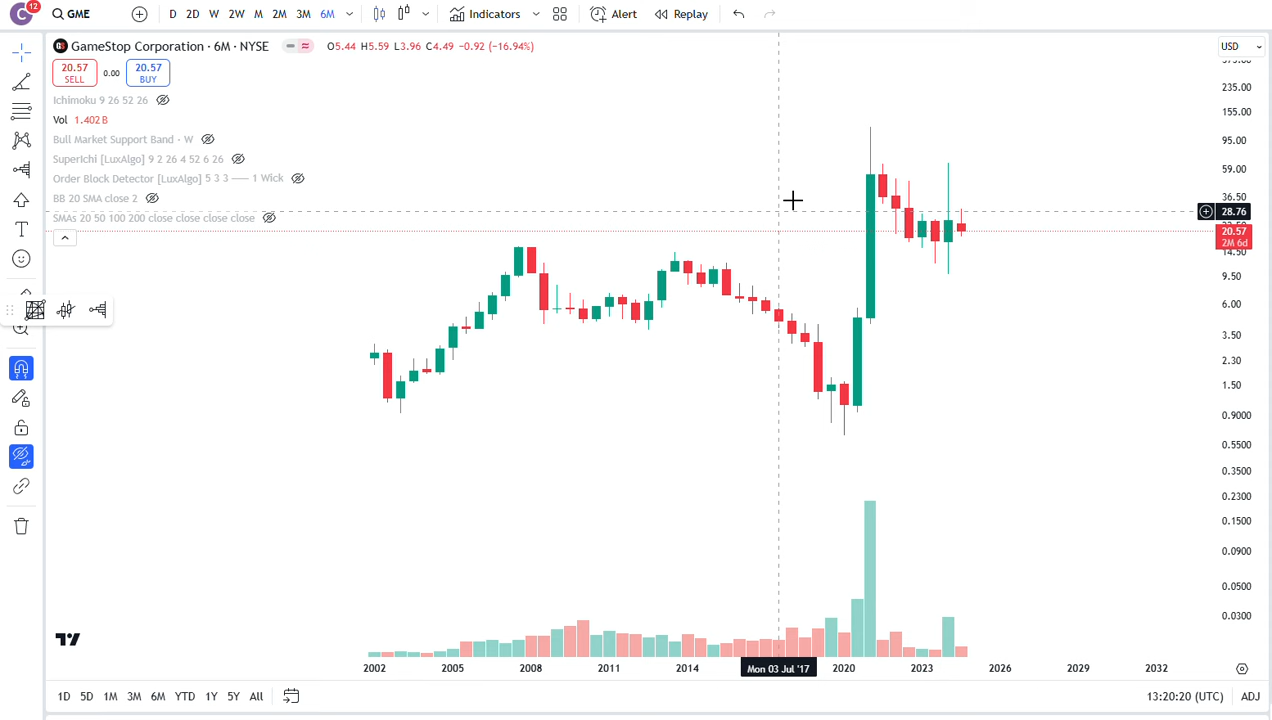 C 12 GME D 2D W 2W M 2M 3M 6M Indicators Alert Replay
GameStop Corporation · 6M · NYSE O5.44 H5.59 L3.96 C4.49 −0.92 (−16.94%) USD
20.57 SELL 0.00 20.57 BUY
Ichimoku 9 26 52 26
Vol 1.402 B
Bull Market Support Band · W
SuperIchi [LuxAlgo] 9 2 26 4 52 6 26
Order Block Detector [LuxAlgo] 5 3 3 —— 1 Wick
BB 20 SMA close 2
SMAs 20 50 100 200 close close close close
235.00
155.00
95.00
59.00
36.50
28.76
20.57
2M 6d
14.50
9.50
6.00
3.50
2.30
1.50
0.9000
0.5500
0.3500
0.2300
0.1500
0.0900
0.0500
0.0300
2002 2005 2008 2011 2014 Mon 03 Jul '17 2020 2023 2026 2029 2032
1D 5D 1M 3M 6M YTD 1Y 5Y All 13:20:20 (UTC) ADJ